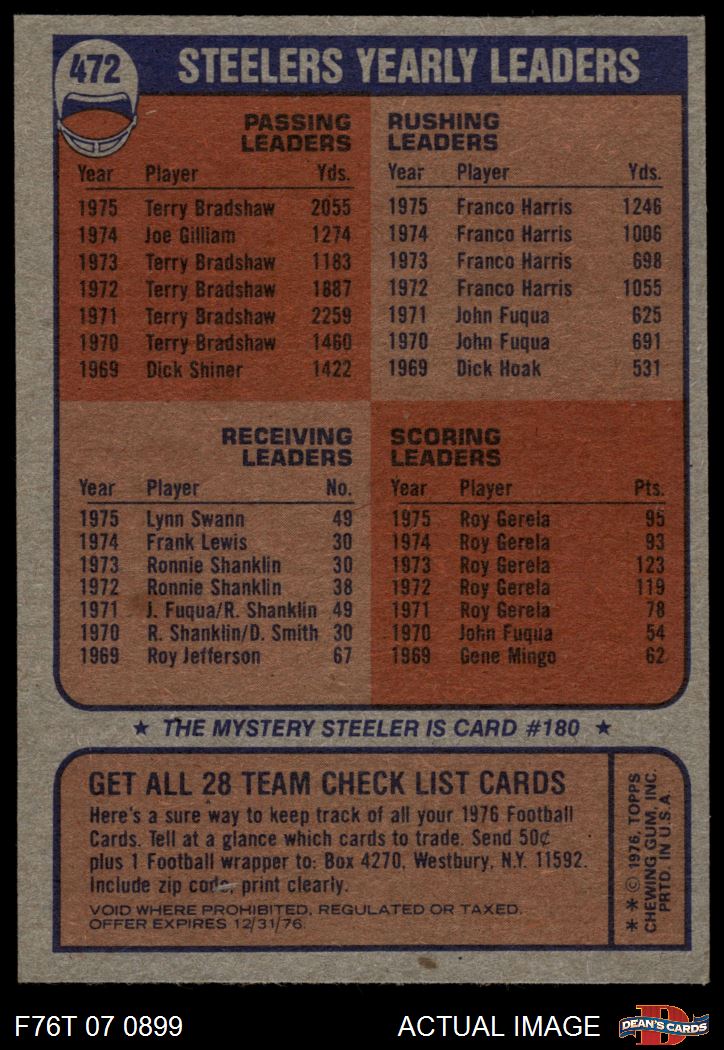 472
STEELERS YEARLY LEADERS
PASSING
LEADERS
Year Player Yds.
1975 Terry Bradshaw 2055
1974 Joe Gilliam 1274
1973 Terry Bradshaw 1183
1972 Terry Bradshaw 1887
1971 Terry Bradshaw 2259
1970 Terry Bradshaw 1460
1969 Dick Shiner 1422
RUSHING
LEADERS
Year Player Yds.
1975 Franco Harris 1246
1974 Franco Harris 1006
1973 Franco Harris 698
1972 Franco Harris 1055
1971 John Fuqua 625
1970 John Fuqua 691
1969 Dick Hoak 531
RECEIVING
LEADERS
Year Player No.
1975 Lynn Swann 49
1974 Frank Lewis 30
1973 Ronnie Shanklin 30
1972 Ronnie Shanklin 38
1971 J. Fuqua/R. Shanklin 49
1970 R. Shanklin/D. Smith 30
1969 Roy Jefferson 67
SCORING
LEADERS
Year Player Pts.
1975 Roy Gerela 95
1974 Roy Gerela 93
1973 Roy Gerela 123
1972 Roy Gerela 119
1971 Roy Gerela 78
1970 John Fuqua 54
1969 Gene Mingo 62
★ THE MYSTERY STEELER IS CARD #180 ★
GET ALL 28 TEAM CHECK LIST CARDS
Here's a sure way to keep track of all your 1976 Football
Cards. Tell at a glance which cards to trade. Send 50¢
plus 1 Football wrapper to: Box 4270, Westbury, N.Y. 11592.
Include zip code, print clearly.
VOID WHERE PROHIBITED, REGULATED OR TAXED.
OFFER EXPIRES 12/31/76.
* * © 1976, TOPPS
CHEWING GUM, INC.
PRTD. IN U.S.A.
F76T 07 0899
ACTUAL IMAGE
D
DEAN'S CARDS